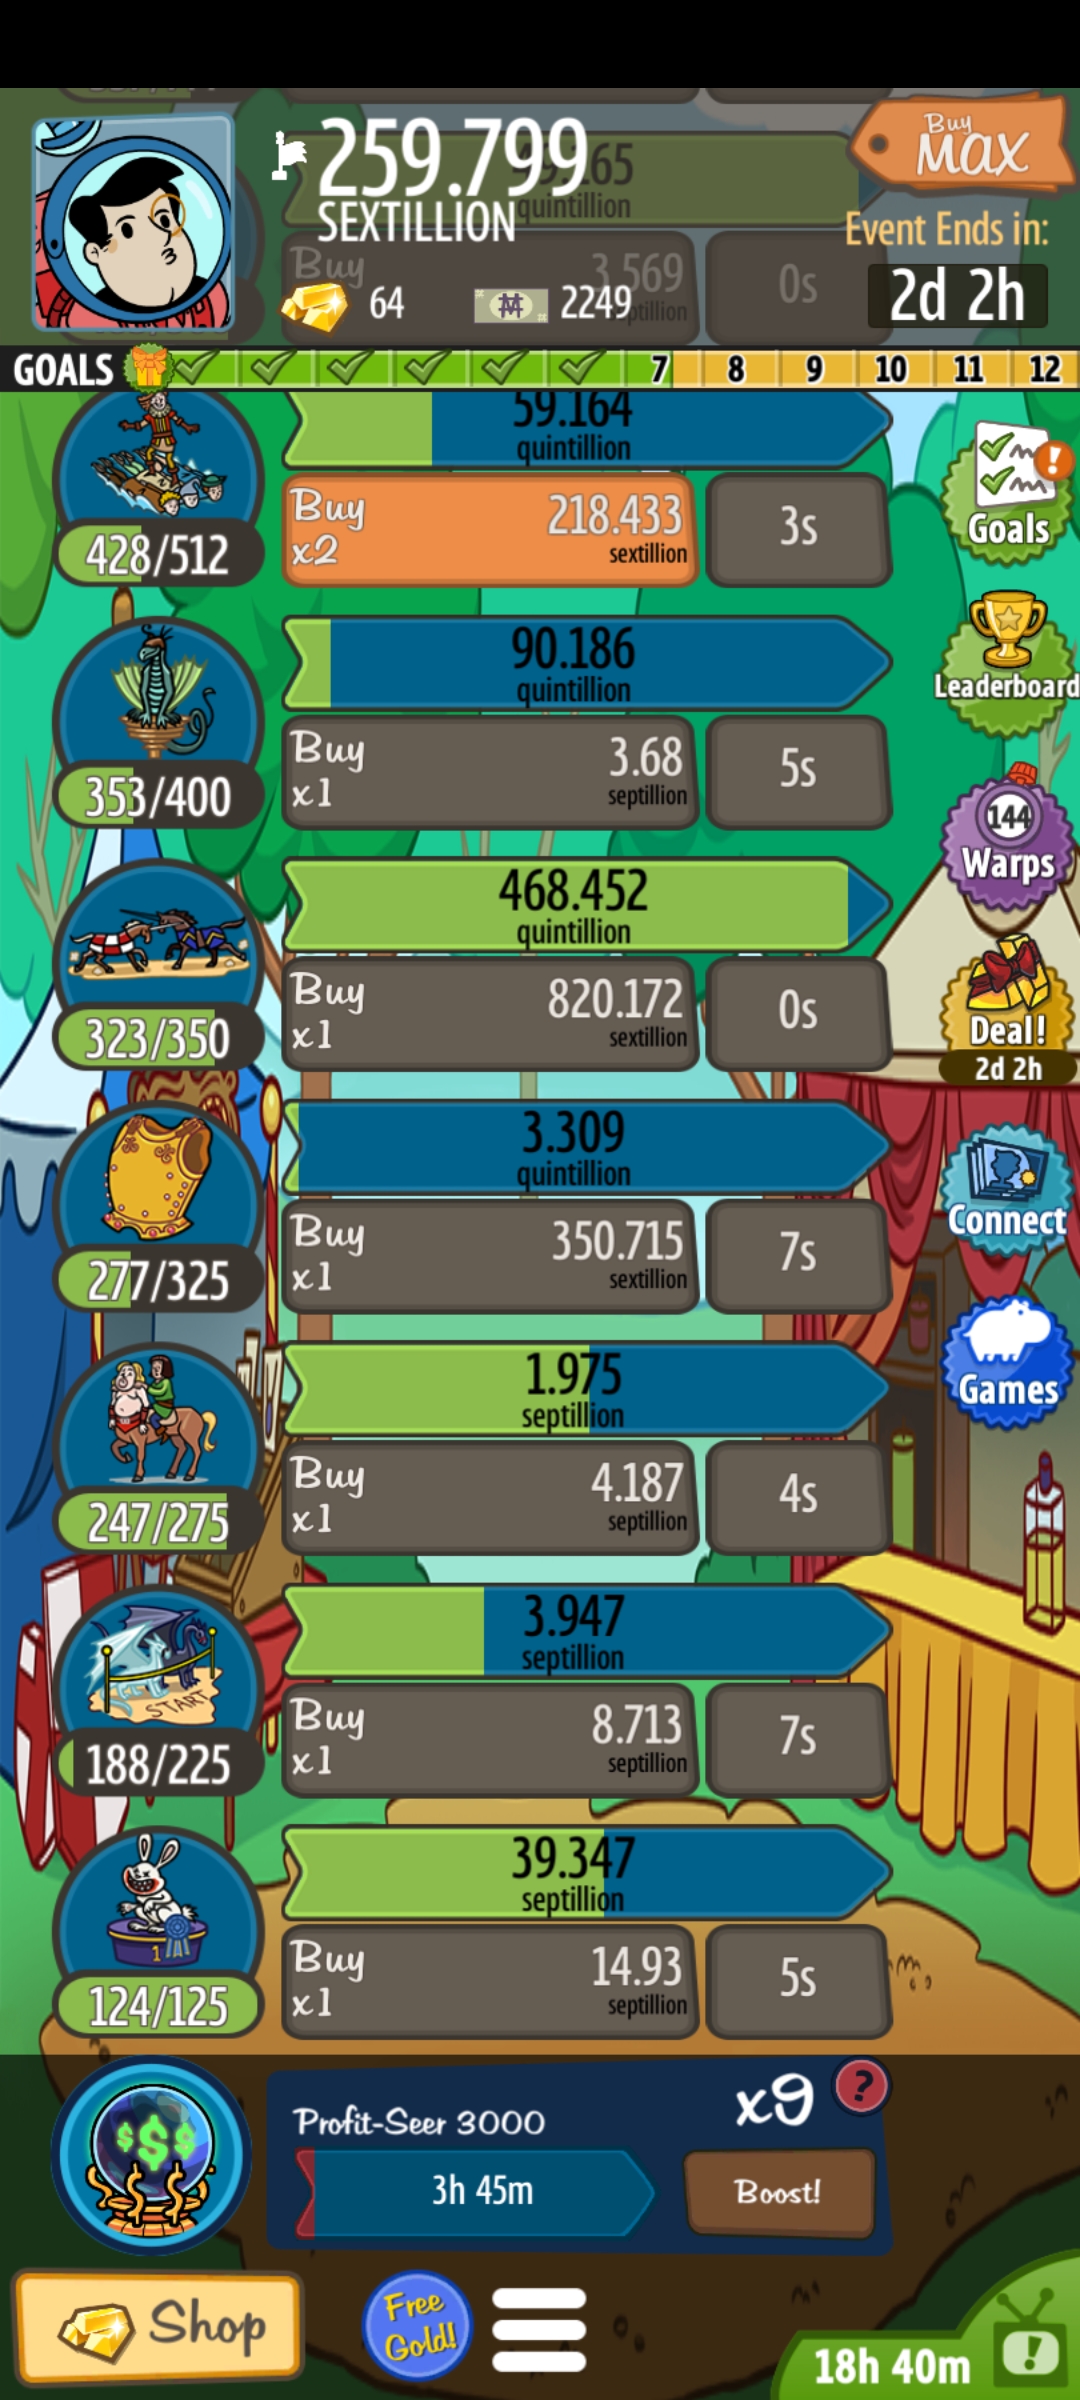 259.799
SEXTILLION
64
2249
Buy
MAX
Event Ends in:
2d 2h
quintillion
Buy
3.569
0s
GOALS
7 8 9 10 11 12
59.164
quintillion
428/512
Buy
x2
218.433
sextillion
3s
Goals
90.186
quintillion
353/400
Buy
x1
3.68
septillion
5s
Leaderboard
144
Warps
468.452
quintillion
323/350
Buy
x1
820.172
sextillion
0s
Deal!
2d 2h
3.309
quintillion
277/325
Buy
x1
350.715
sextillion
7s
Connect
1.975
septillion
247/275
Buy
x1
4.187
septillion
4s
Games
3.947
septillion
START
188/225
Buy
x1
8.713
septillion
7s
39.347
septillion
1
124/125
Buy
x1
14.93
septillion
5s
$$$
Profit-Seer 3000
x9
?
3h 45m
Boost!
Shop
Free
Gold!
18h 40m